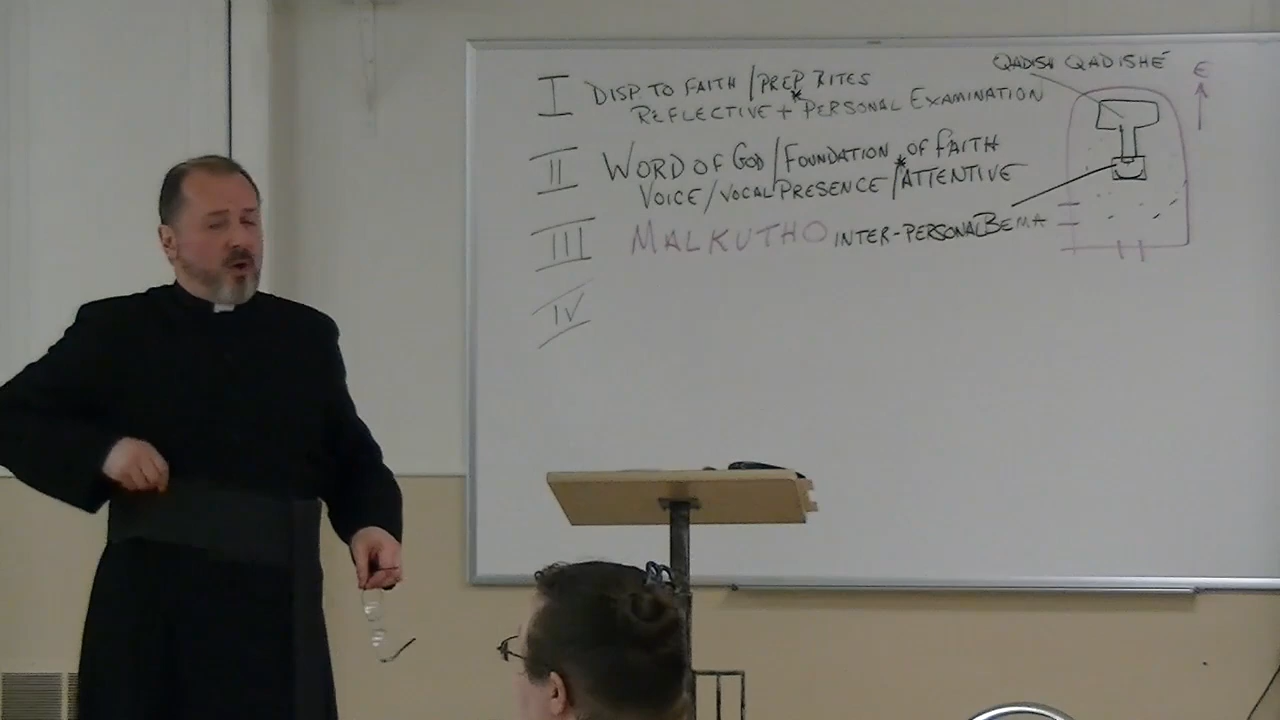 QADISH QADISHE
E
I DISP TO FAITH / PREP RITES
REFLECTIVE + PERSONAL EXAMINATION
II WORD OF GOD / FOUNDATION OF FAITH
VOICE / VOCAL PRESENCE / ATTENTIVE
III MALKUTHO INTER-PERSONAL BEMA
IV